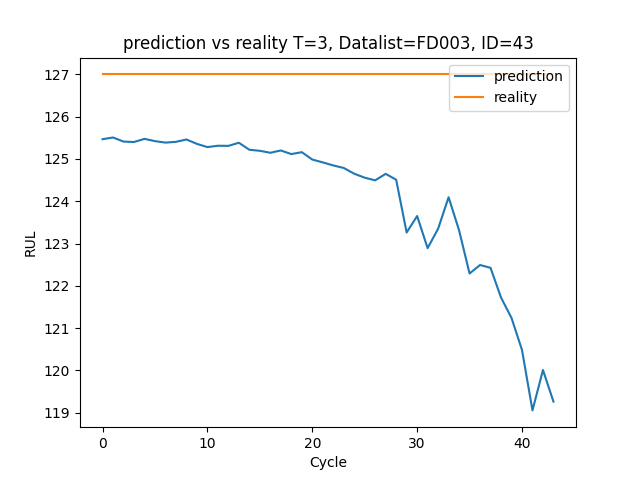 prediction vs reality T=3, Datalist=FD003, ID=43
127
126
125
124
123
122
121
120
119
RUL
prediction
reality
0 10 20 30 40
Cycle